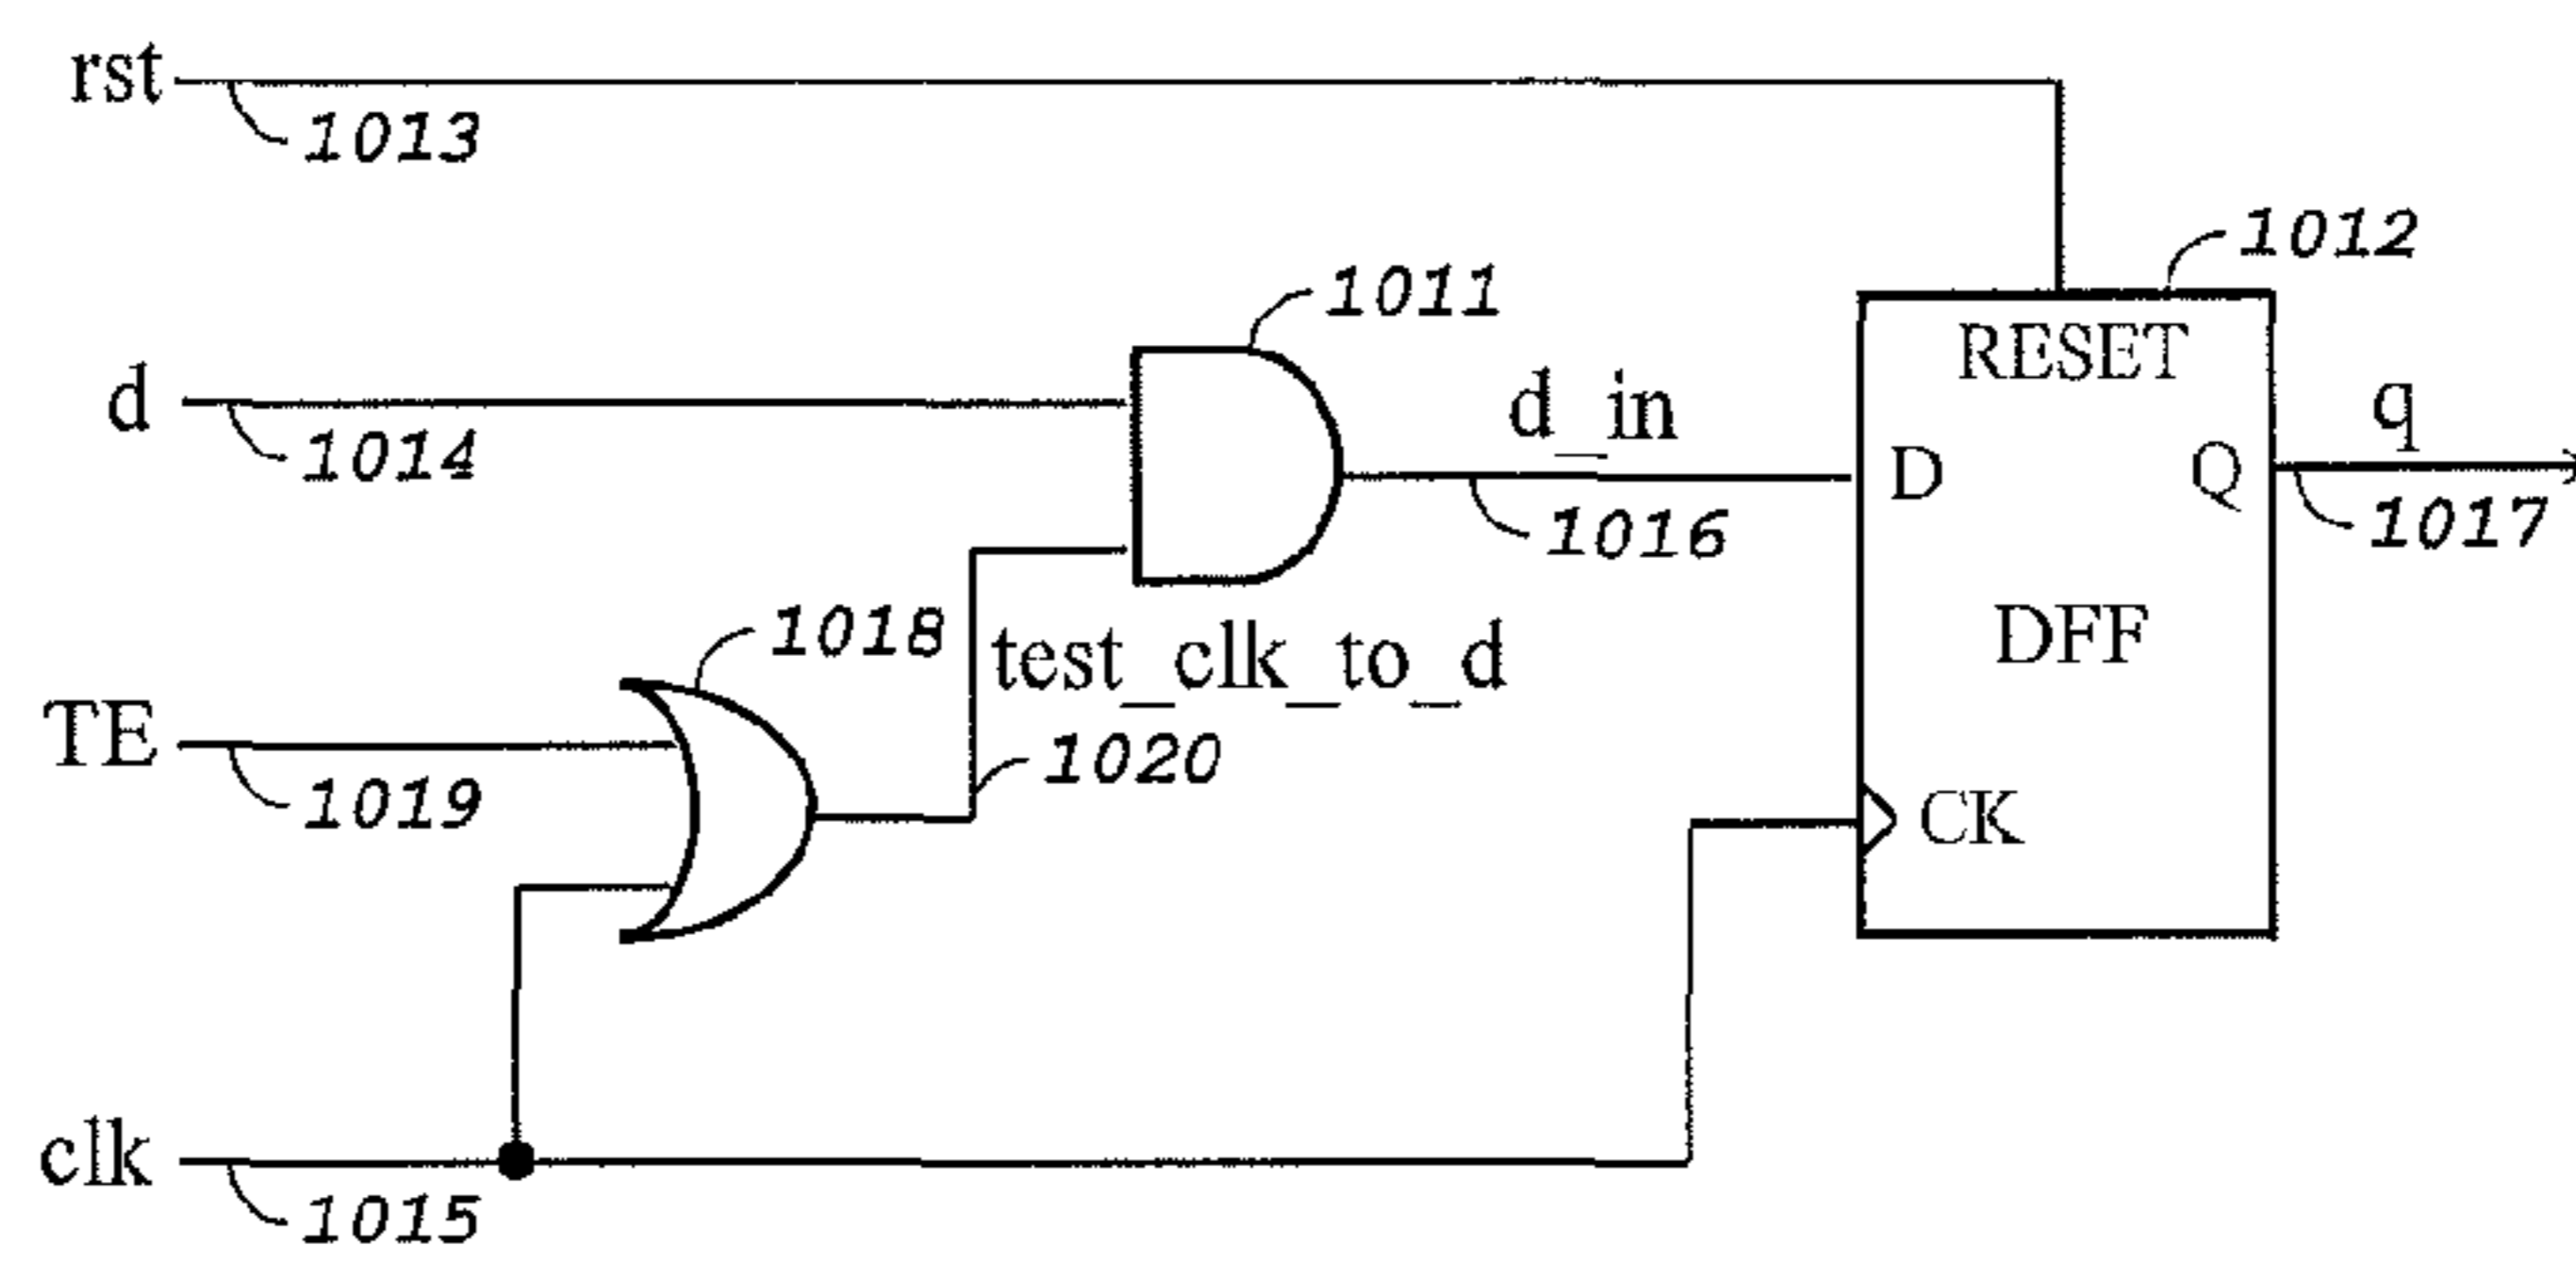 rst
1013
1012
1011
RESET
d
1014
d_in
D
Q
q
1016
1017
1018
test_clk_to_d
DFF
TE
1019
1020
CK
clk
1015